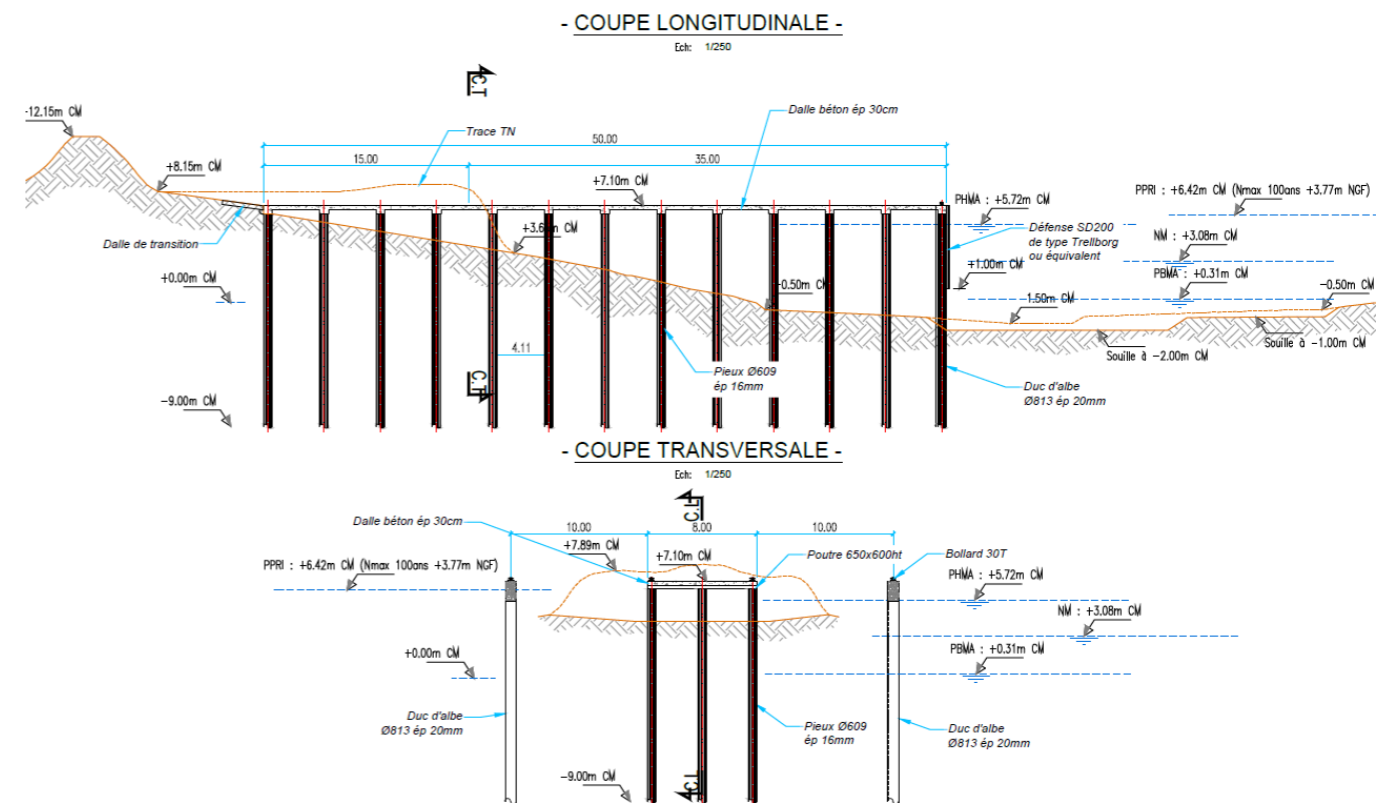 - COUPE LONGITUDINALE -
Ech: 1/250
C.T
-12.15m CM
Trace TN
Dalle béton ép 30cm
50.00
15.00
35.00
+8.15m CM
+7.10m CM
PHMA : +5.72m CM
PPRI : +6.42m CM (Nmax 100ans +3.77m NGF)
Dalle de transition
Défense SD200
de type Trellborg
ou équivalent
NM : +3.08m CM
+1.00m CM
PBMA : +0.31m CM
+0.00m CM
-0.50m CM
-0.50m CM
-1.50m CM
Souille à -2.00m CM
Souille à -1.00m CM
4.11
Pieux Ø609
ép 16mm
C.T
Duc d'albe
Ø813 ép 20mm
-9.00m CM
- COUPE TRANSVERSALE -
Ech: 1/250
C.L
Dalle béton ép 30cm
10.00
8.00
10.00
+7.89m CM
+7.10m CM
Poutre 650x600ht
Bollard 30T
PPRI : +6.42m CM (Nmax 100ans +3.77m NGF)
PHMA : +5.72m CM
NM : +3.08m CM
PBMA : +0.31m CM
+0.00m CM
Duc d'albe
Ø813 ép 20mm
Pieux Ø609
ép 16mm
Duc d'albe
Ø813 ép 20mm
-9.00m CM
C.L